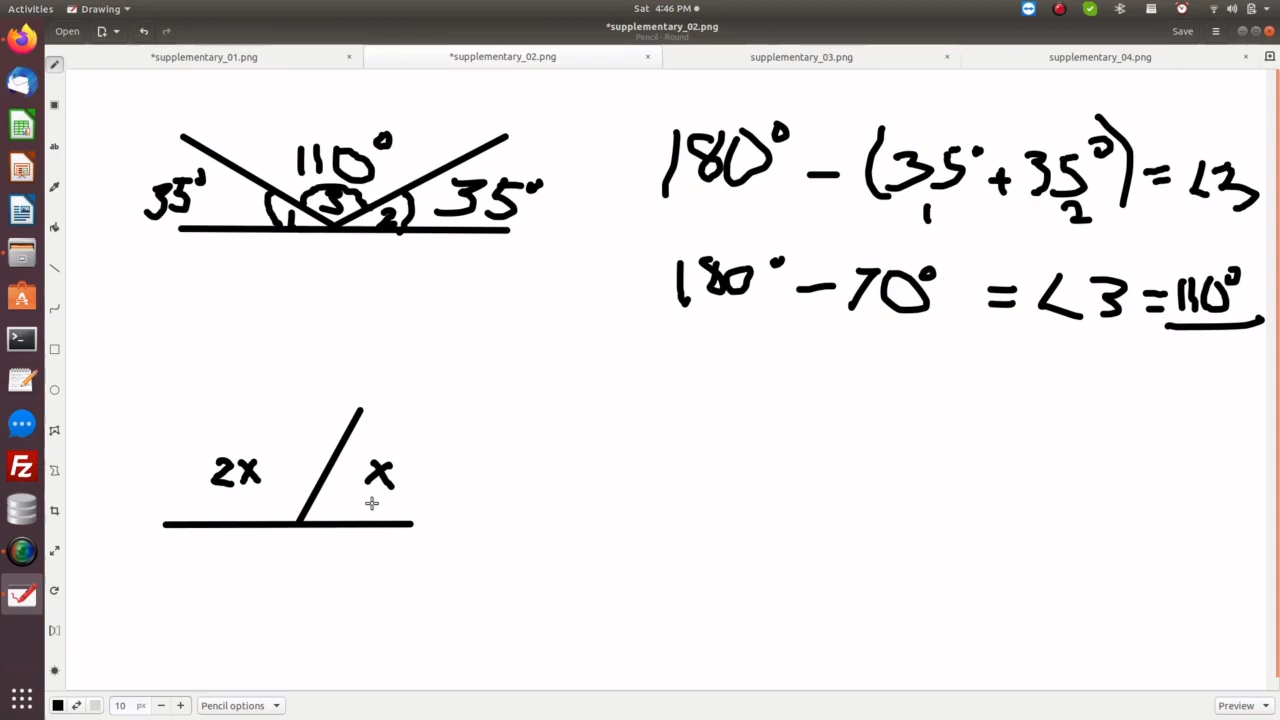 Activities Drawing Sat 4:46 PM
Open *supplementary_02.png Save
Pencil - Round
*supplementary_01.png *supplementary_02.png supplementary_03.png supplementary_04.png
110°
35° 1 3 2 35°
180° - (35° + 35°) = <3
1 2
180° - 70° = <3 = 110°
2x x
10 px Pencil options Preview